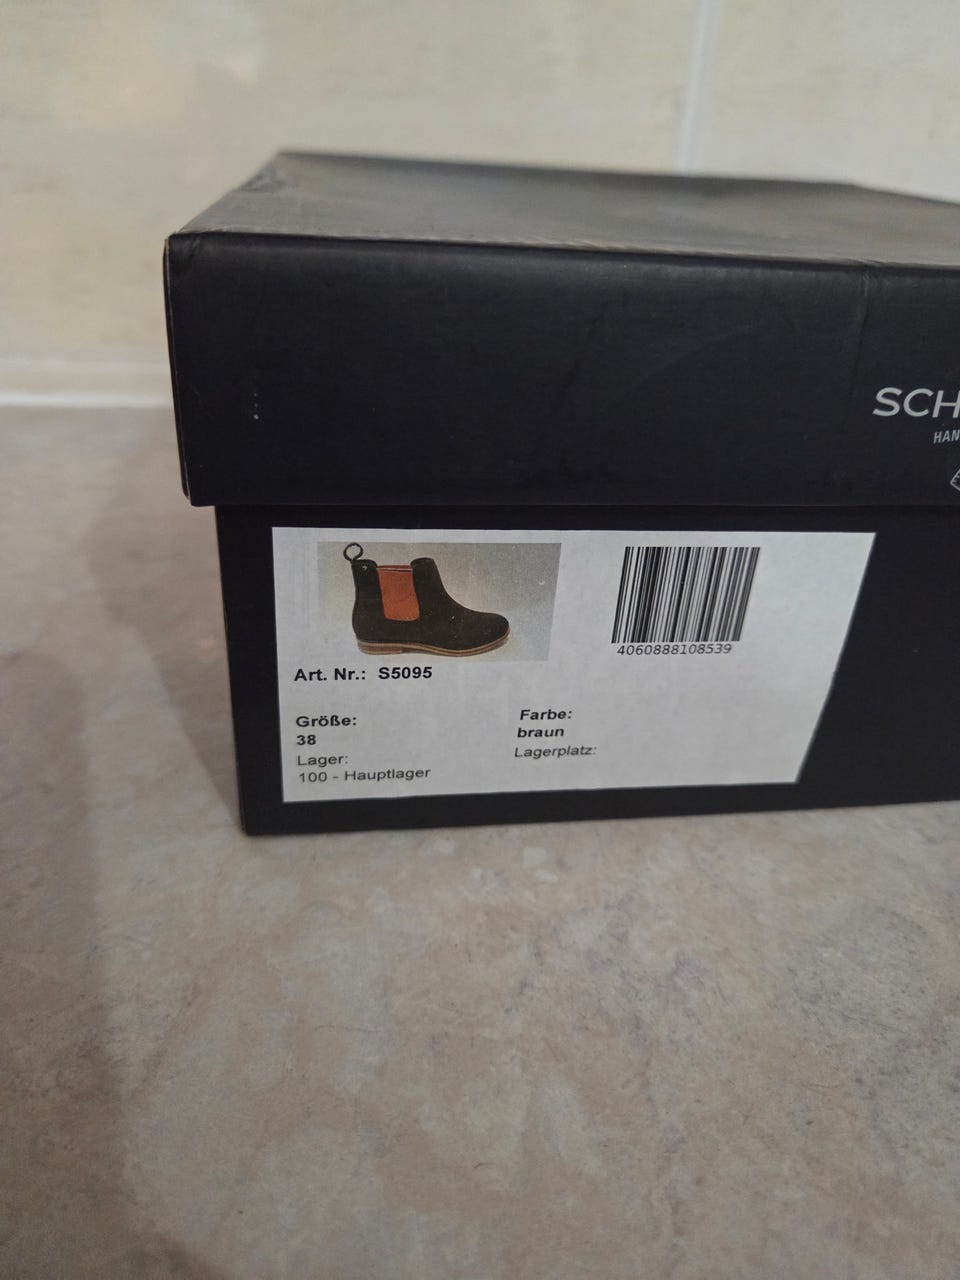 SCH
HAN
4060888108539
Art. Nr.: S5095
Größe:
38
Farbe:
braun
Lager:
100 - Hauptlager
Lagerplatz: